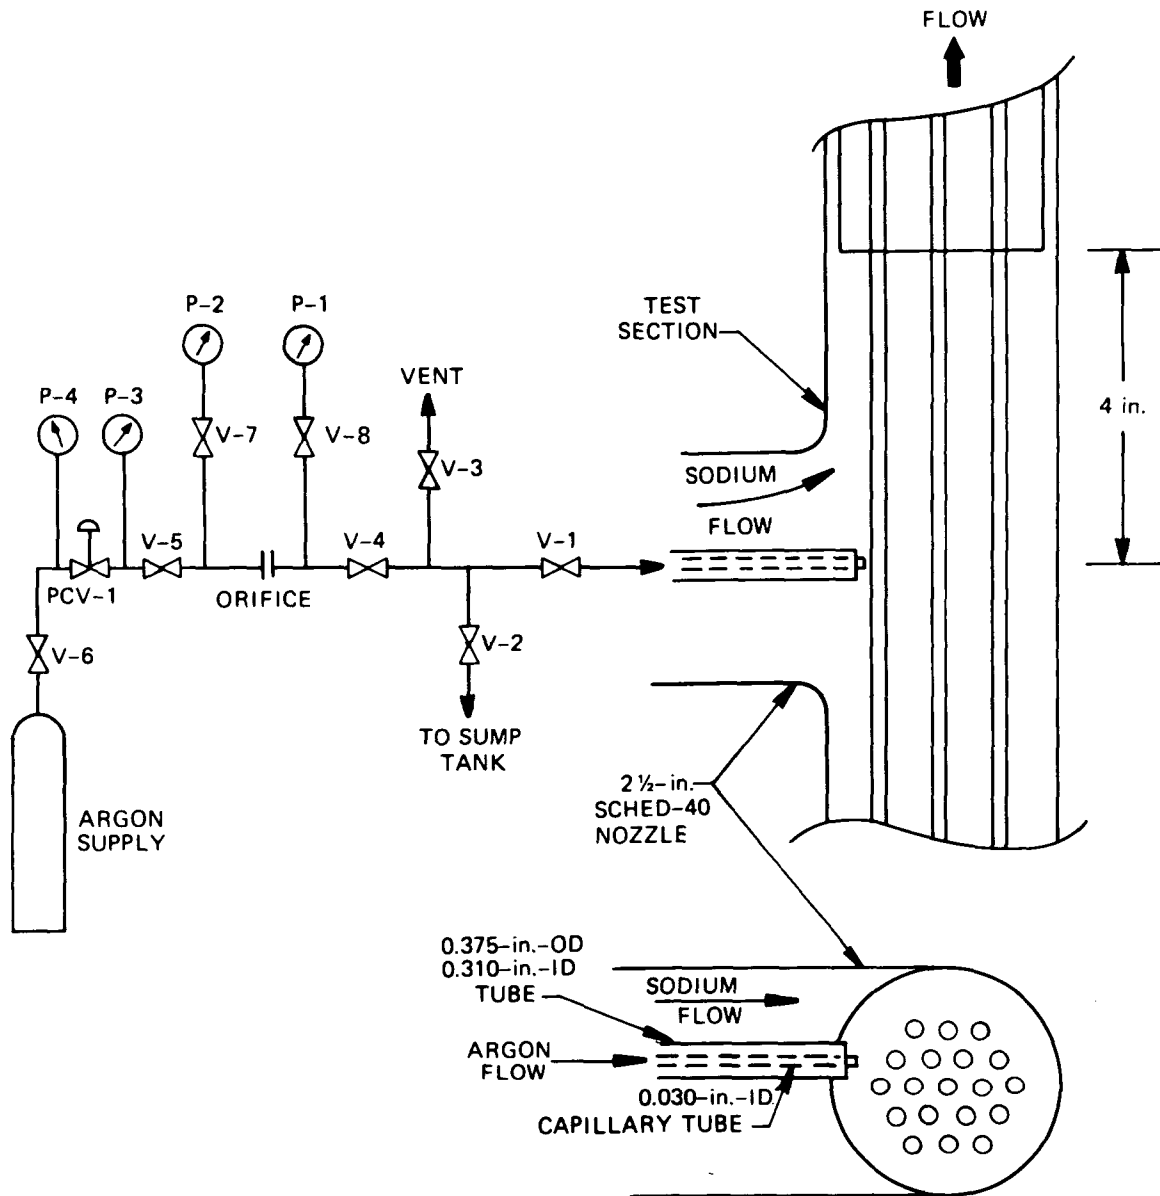 FLOW
P-2
P-1
TEST
SECTION
VENT
P-4
P-3
4 in.
V-7
V-8
V-3
SODIUM
FLOW
V-5
V-4
V-1
PCV-1
ORIFICE
V-6
V-2
TO SUMP
TANK
2 ½-in.
SCHED-40
NOZZLE
ARGON
SUPPLY
0.375-in.-OD
0.310-in.-ID
TUBE
SODIUM
FLOW
ARGON
FLOW
0.030-in.-ID
CAPILLARY TUBE